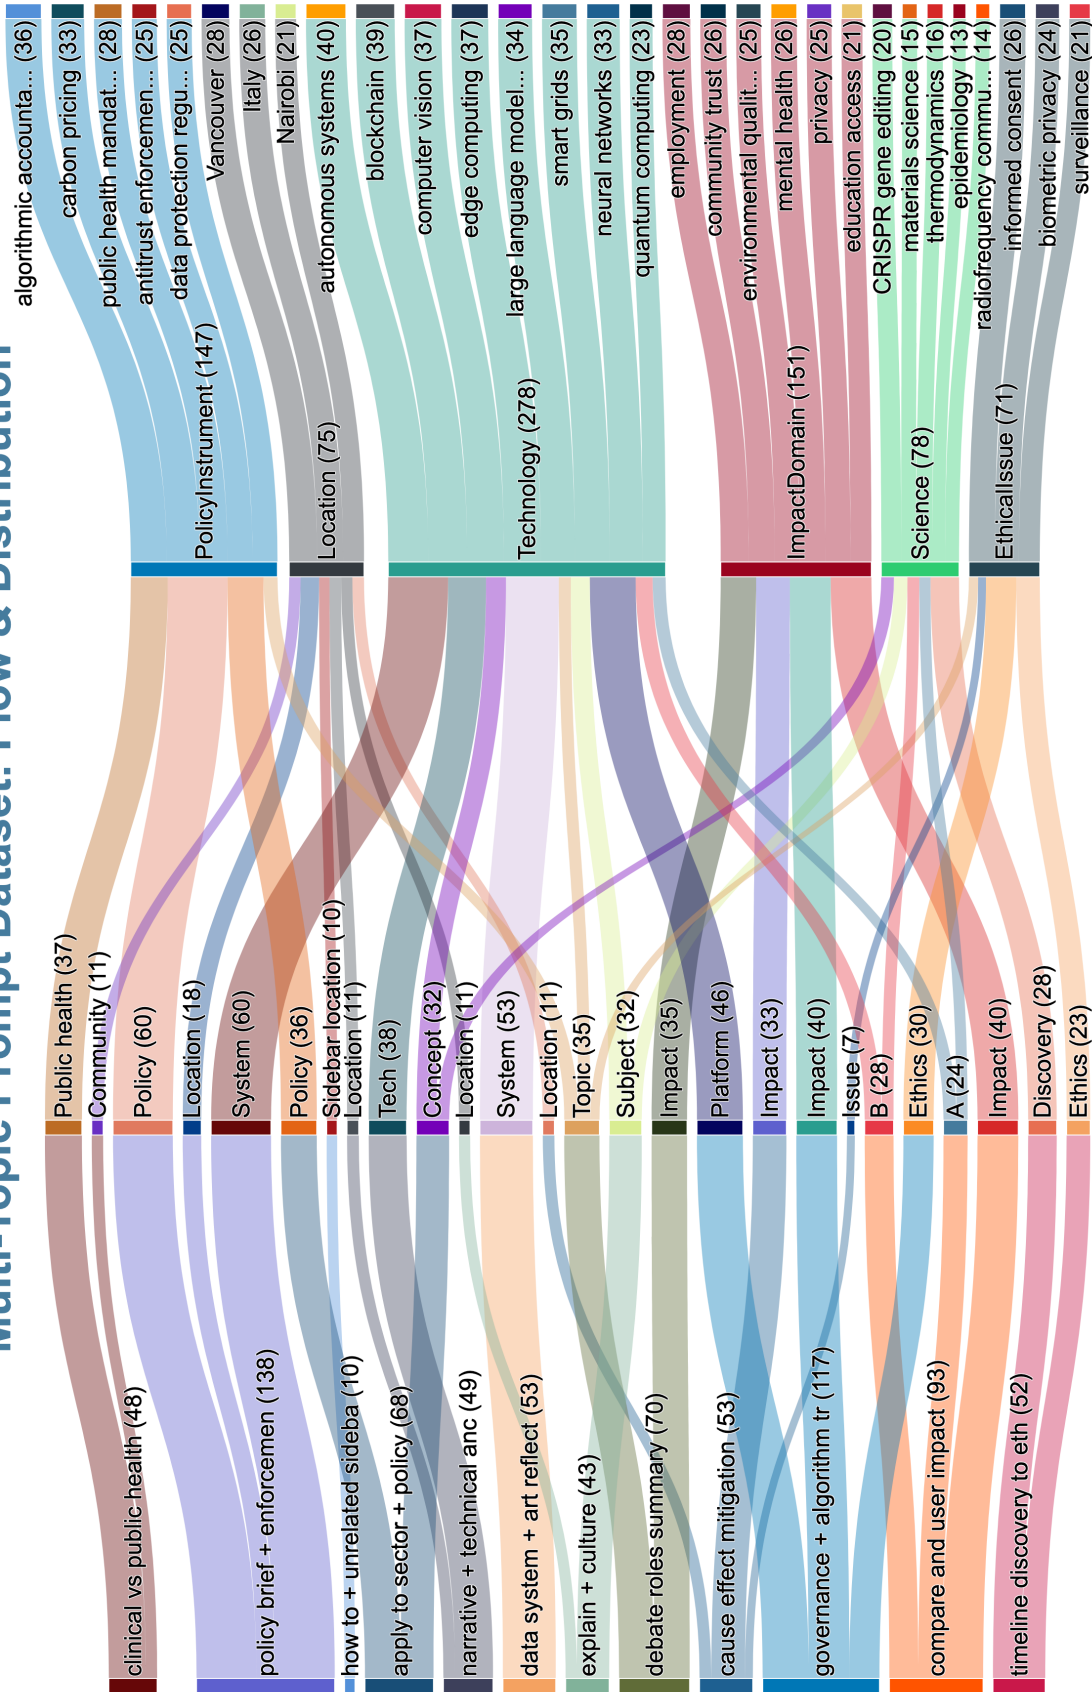 Multi-Topic Prompt Dataset: Flow & Distribution
clinical vs public health (48)
policy brief + enforcemen (138)
how to + unrelated sideba (10)
apply to sector + policy (68)
narrative + technical anc (49)
data system + art reflect (53)
explain + culture (43)
debate roles summary (70)
cause effect mitigation (53)
governance + algorithm tr (117)
compare and user impact (93)
timeline discovery to eth (52)
Public health (37)
Community (11)
Policy (60)
Location (18)
System (60)
Policy (36)
Sidebar location (10)
Location (11)
Tech (38)
Concept (32)
Location (11)
System (53)
Location (11)
Topic (35)
Subject (32)
Impact (35)
Platform (46)
Impact (33)
Impact (40)
Issue (7)
B (28)
Ethics (30)
A (24)
Impact (40)
Discovery (28)
Ethics (23)
PolicyInstrument (147)
Location (75)
Technology (278)
ImpactDomain (151)
Science (78)
EthicalIssue (71)
algorithmic accounta... (36)
carbon pricing (33)
public health mandat... (28)
antitrust enforcemen... (25)
data protection regu... (25)
Vancouver (28)
Italy (26)
Nairobi (21)
autonomous systems (40)
blockchain (39)
computer vision (37)
edge computing (37)
large language model... (34)
smart grids (35)
neural networks (33)
quantum computing (23)
employment (28)
community trust (26)
environmental qualit... (25)
mental health (26)
privacy (25)
education access (21)
CRISPR gene editing (20)
materials science (15)
thermodynamics (16)
epidemiology (13)
radiofrequency commu... (14)
informed consent (26)
biometric privacy (24)
surveillance (21)